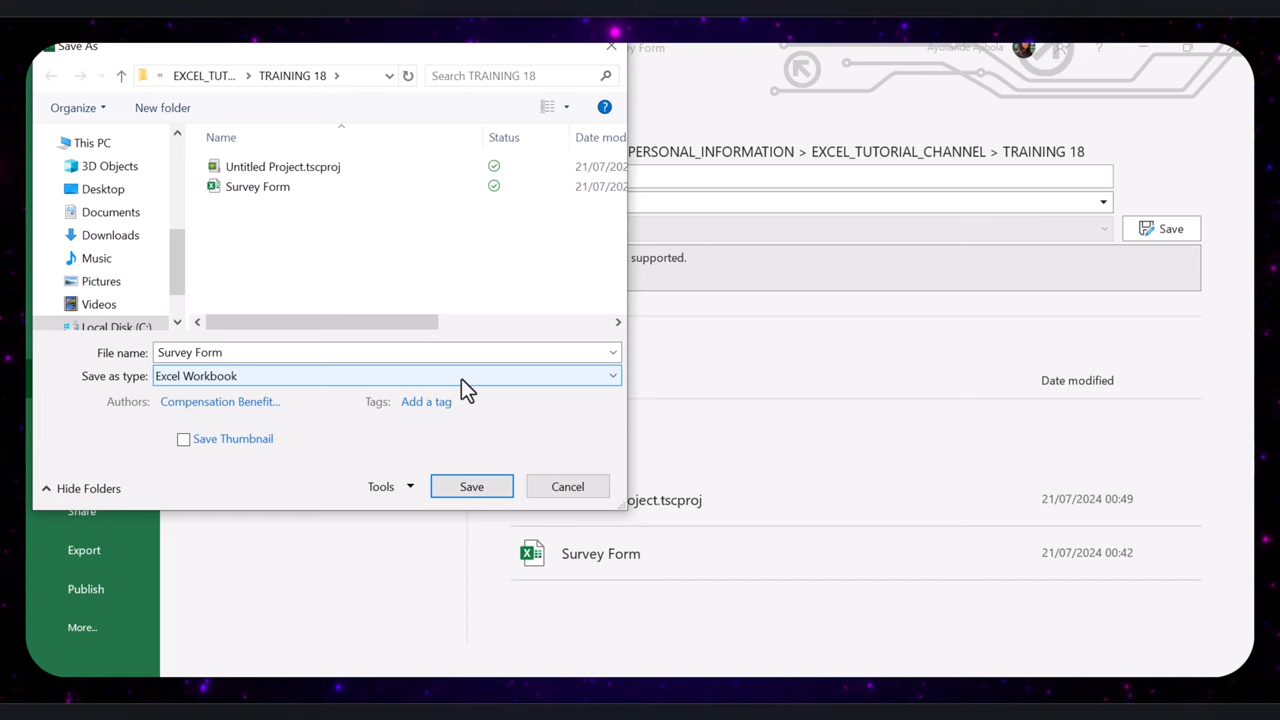 Save As
ey Form
Ayotunde Ajibola
?
« EXCEL_TUT... > TRAINING 18 >
Search TRAINING 18
Organize
New folder
?
This PC
3D Objects
Desktop
Documents
Downloads
Music
Pictures
Videos
Local Disk (C:)
Name
Status
Date mod
Untitled Project.tscproj
21/07/202
Survey Form
21/07/202
File name: Survey Form
Save as type: Excel Workbook
Authors: Compensation Benefit...
Tags: Add a tag
Save Thumbnail
Hide Folders
Tools
Save
Cancel
PERSONAL_INFORMATION > EXCEL_TUTORIAL_CHANNEL > TRAINING 18
Save
supported.
Date modified
oject.tscproj
21/07/2024 00:49
Survey Form
21/07/2024 00:42
Share
Export
Publish
More...